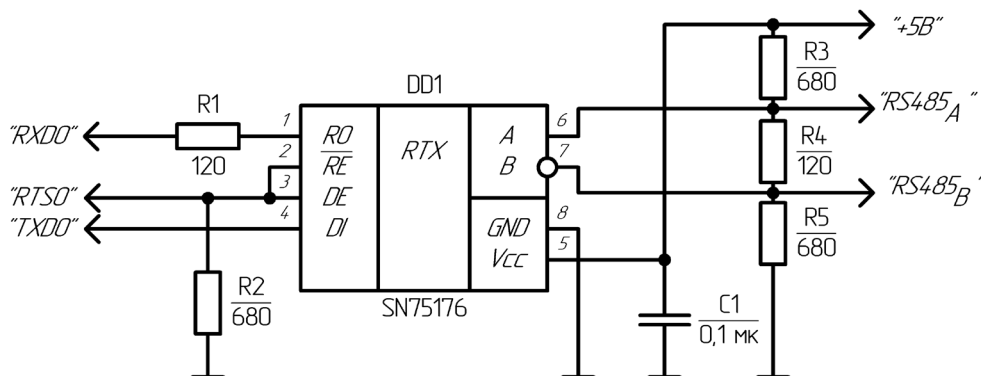 "+5В"
R3
680
DD1
R1
1
6
"RS485A"
"RXD0"
RO
RTX
A
R4
120
2
7
120
RE
B
3
"RTS0"
DE
"RS485B"
4
8
"TXD0"
DI
GND
R5
680
5
Vcc
R2
680
SN75176
C1
0,1 мк